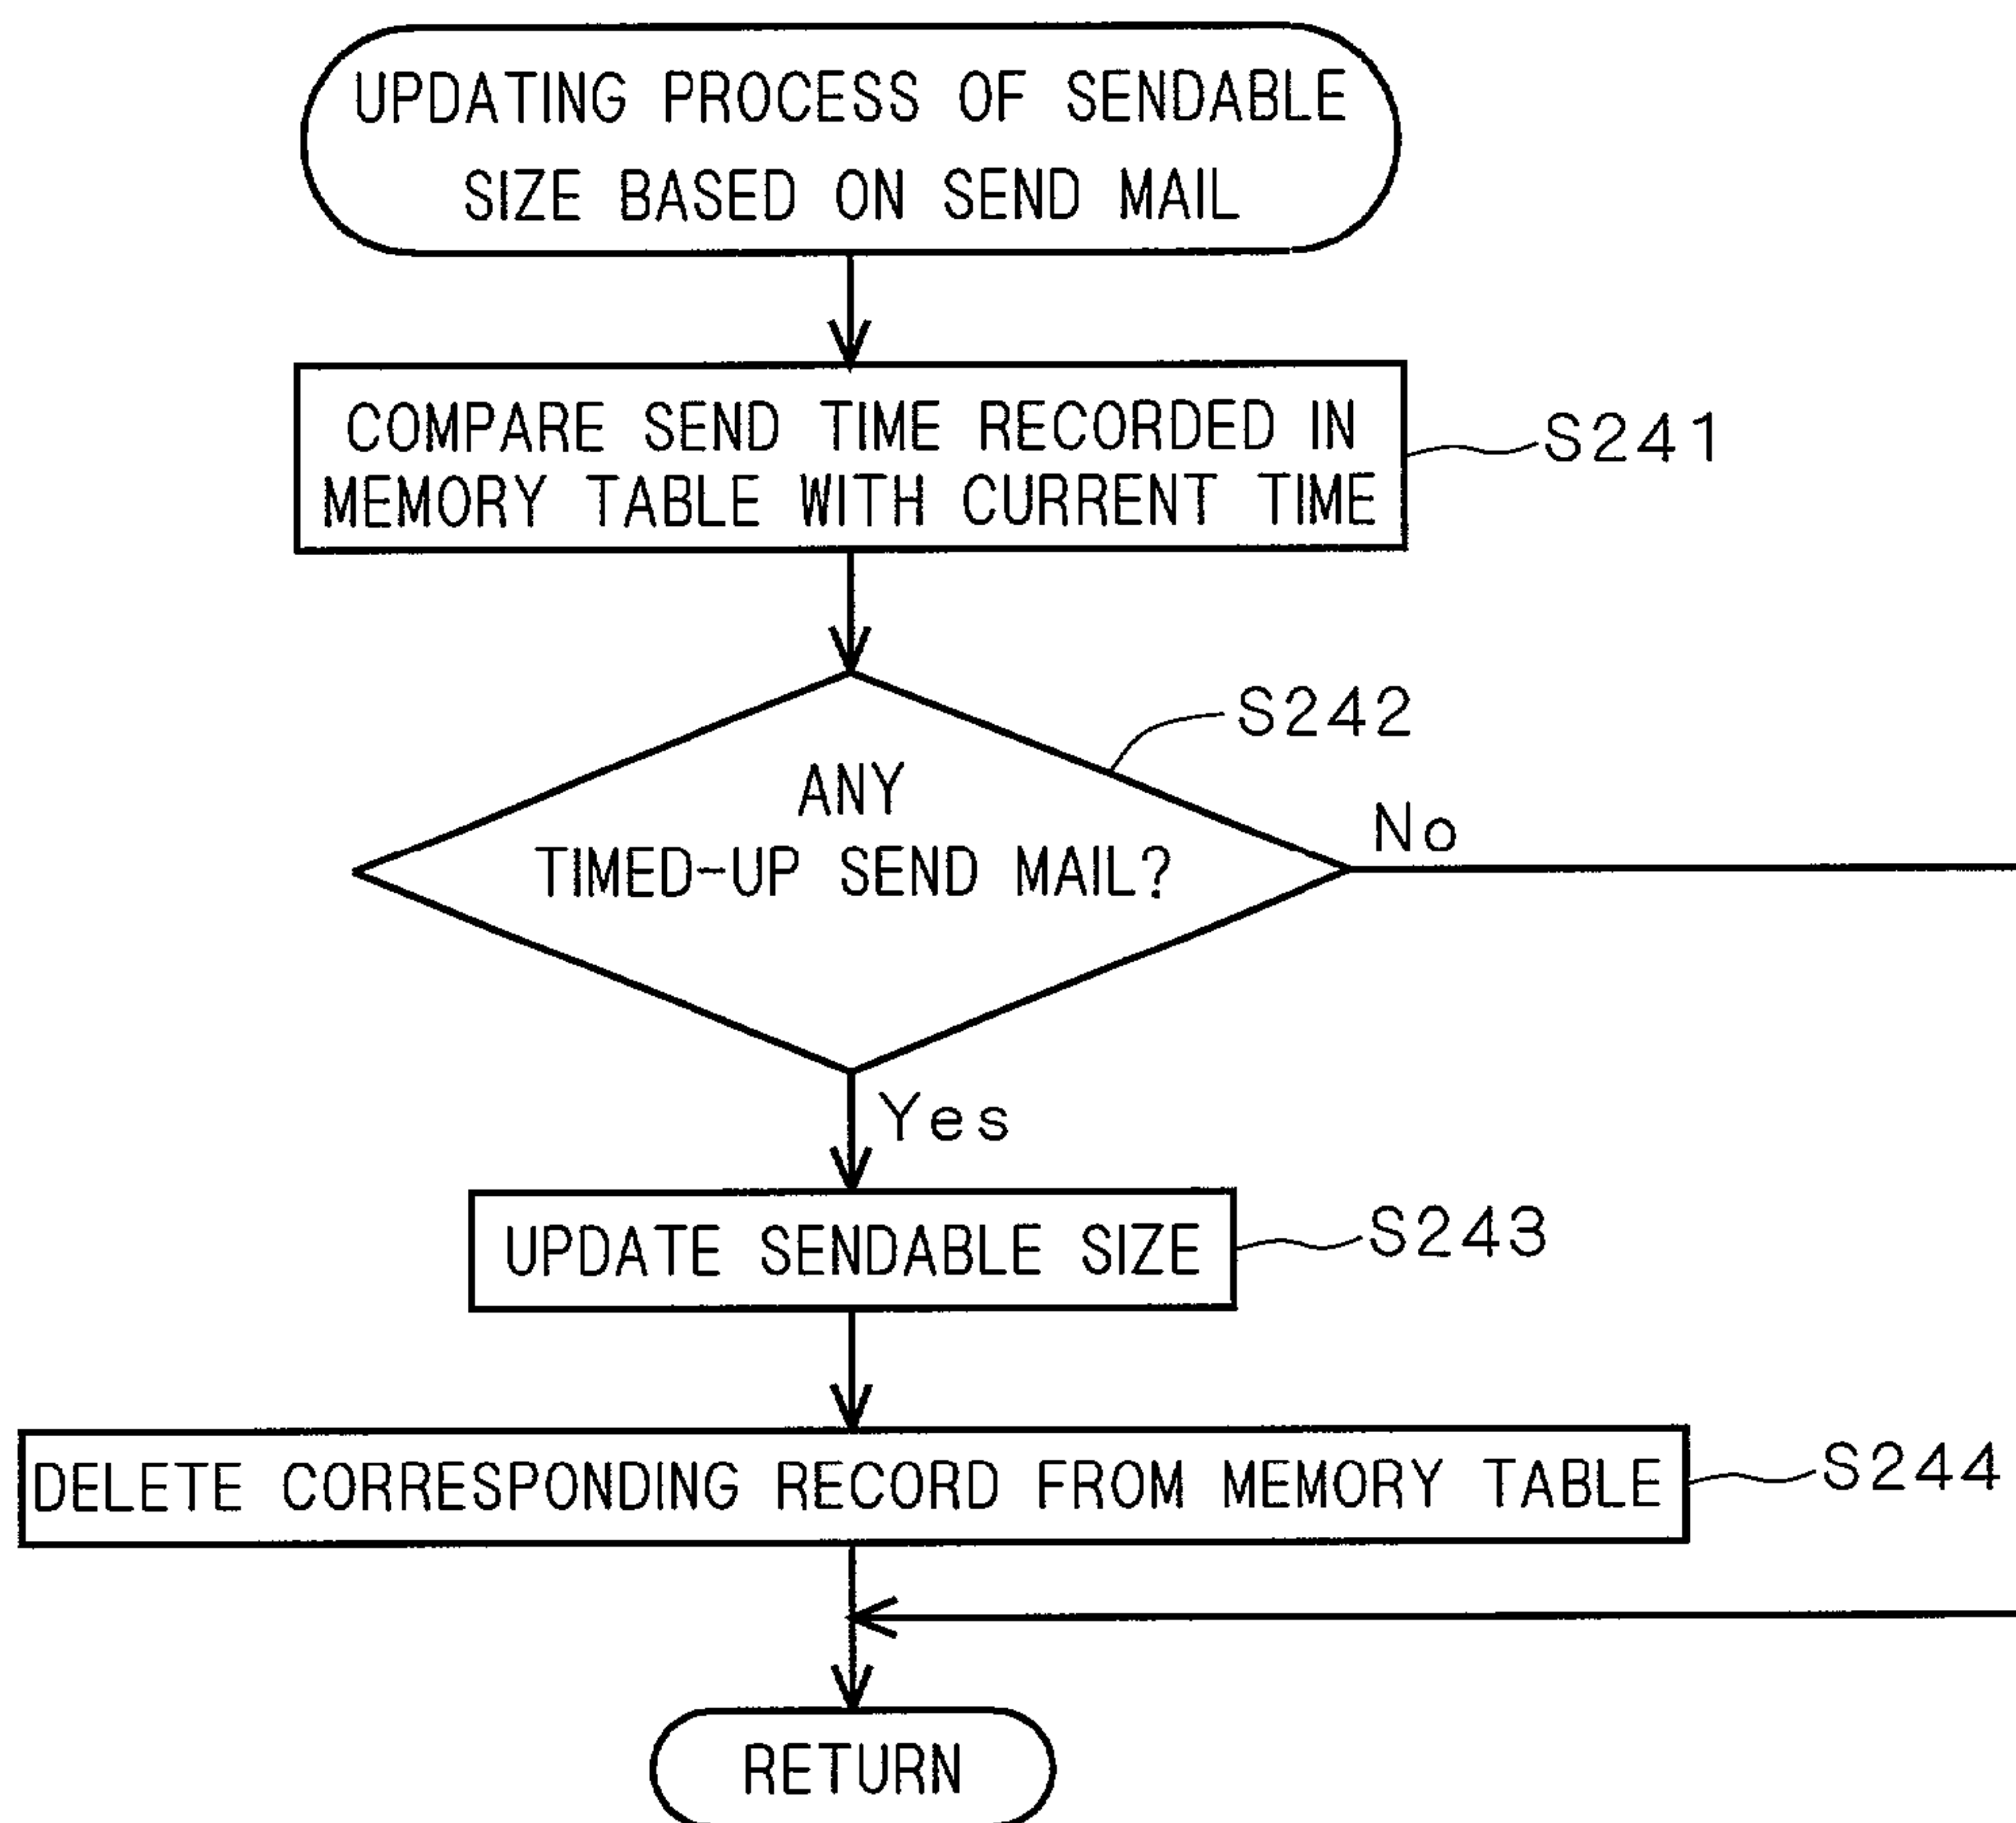 UPDATING PROCESS OF SENDABLE
SIZE BASED ON SEND MAIL
COMPARE SEND TIME RECORDED IN
MEMORY TABLE WITH CURRENT TIME
S241
S242
ANY
TIMED-UP SEND MAIL?
No
Yes
UPDATE SENDABLE SIZE
S243
DELETE CORRESPONDING RECORD FROM MEMORY TABLE
S244
RETURN